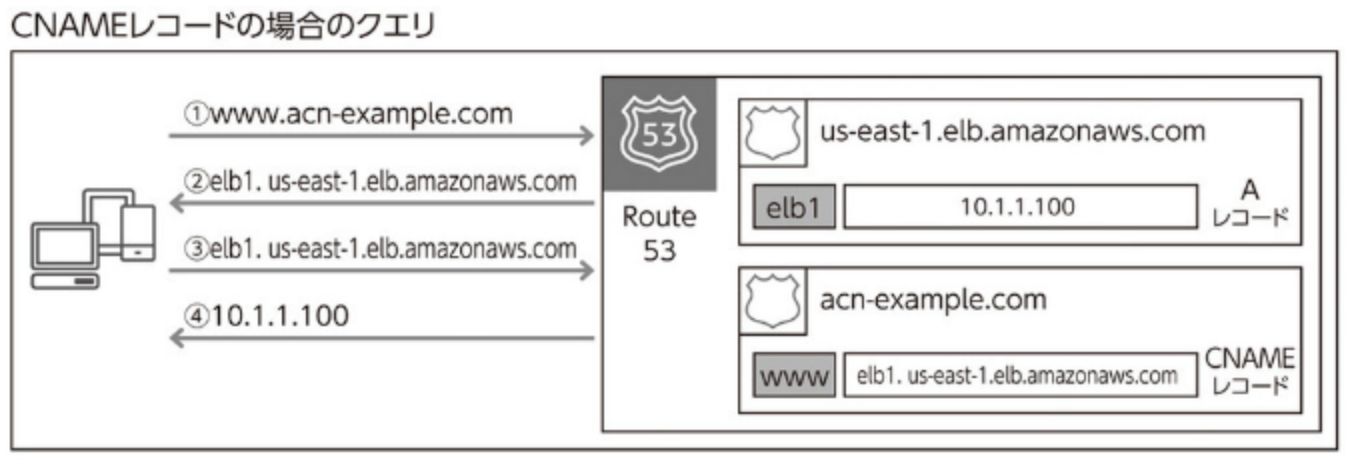 CNAMEレコードの場合のクエリ
①www.acn-example.com
②elb1. us-east-1.elb.amazonaws.com
③elb1. us-east-1.elb.amazonaws.com
④10.1.1.100
53
Route
53
us-east-1.elb.amazonaws.com
elb1
10.1.1.100
A
レコード
acn-example.com
www
elb1. us-east-1.elb.amazonaws.com
CNAME
レコード